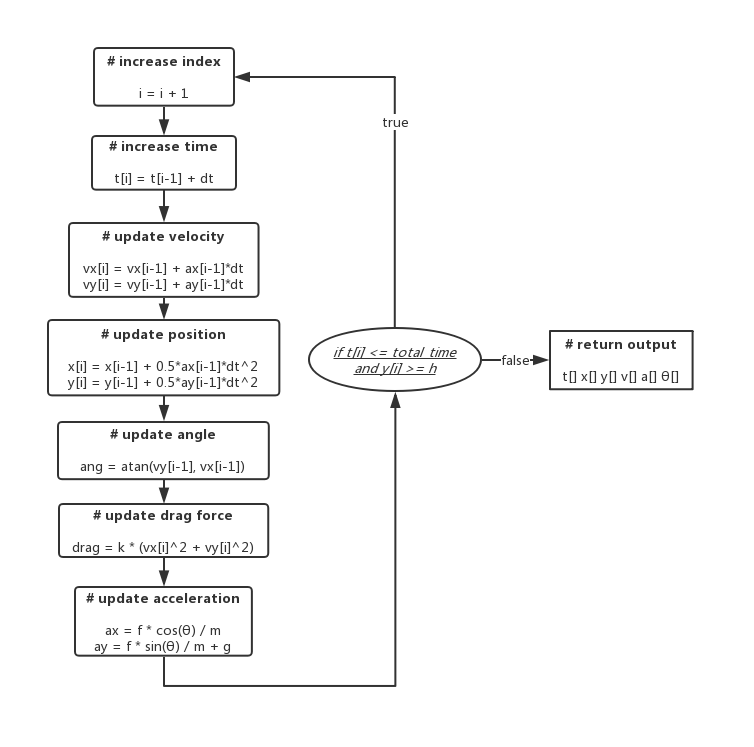 # increase index
i = i + 1
# increase time
t[i] = t[i-1] + dt
# update velocity
vx[i] = vx[i-1] + ax[i-1]*dt
vy[i] = vy[i-1] + ay[i-1]*dt
# update position
x[i] = x[i-1] + 0.5*ax[i-1]*dt^2
y[i] = y[i-1] + 0.5*ay[i-1]*dt^2
# update angle
ang = atan(vy[i-1], vx[i-1])
# update drag force
drag = k * (vx[i]^2 + vy[i]^2)
# update acceleration
ax = f * cos(θ) / m
ay = f * sin(θ) / m + g
if t[i] <= total_time
and y[i] >= h
true
false
# return output
t[] x[] y[] v[] a[] θ[]